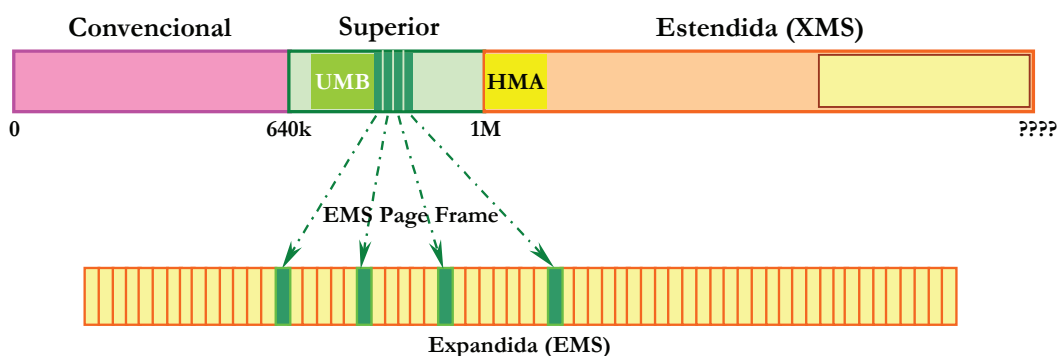 Convencional Superior Estendida (XMS)
UMB HMA
0 640k 1M ????
EMS Page Frame
Expandida (EMS)